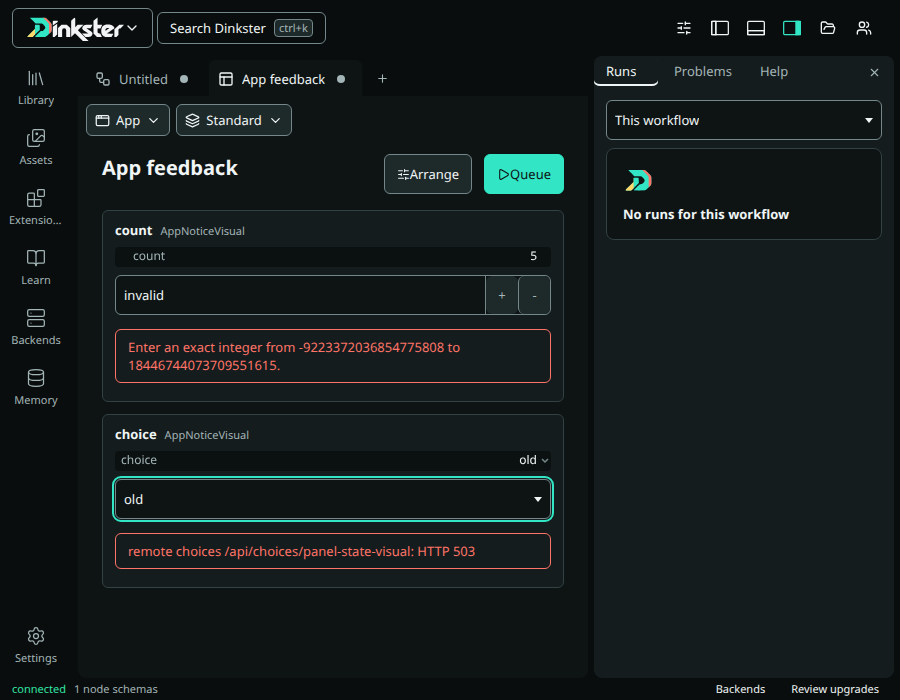 Dinkster
Search Dinkster ctrl+k
Library
Assets
Extensio...
Learn
Backends
Memory
Settings
Untitled
App feedback
+
App
Standard
App feedback
Arrange
Queue
count AppNoticeVisual
count 5
invalid + -
Enter an exact integer from -9223372036854775808 to
18446744073709551615.
choice AppNoticeVisual
choice old
old
remote choices /api/choices/panel-state-visual: HTTP 503
Runs Problems Help
This workflow
No runs for this workflow
connected 1 node schemas
Backends Review upgrades